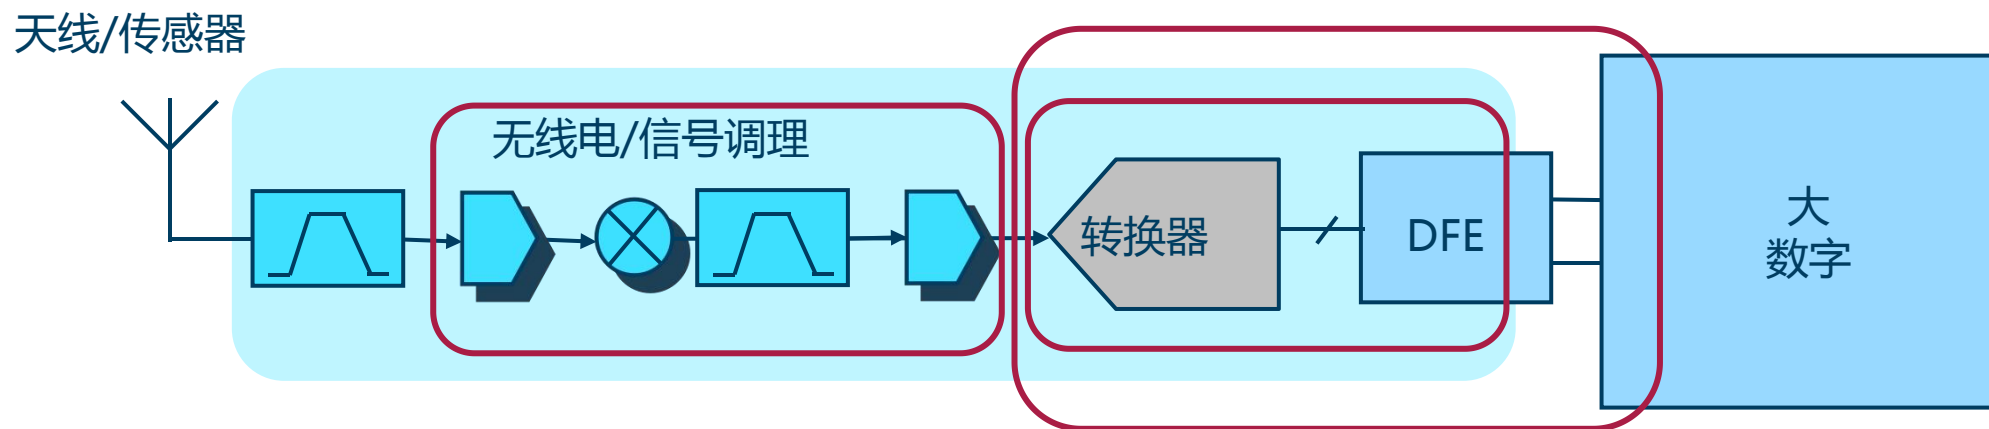 天线/传感器
无线电/信号调理
转换器
DFE
大
数字